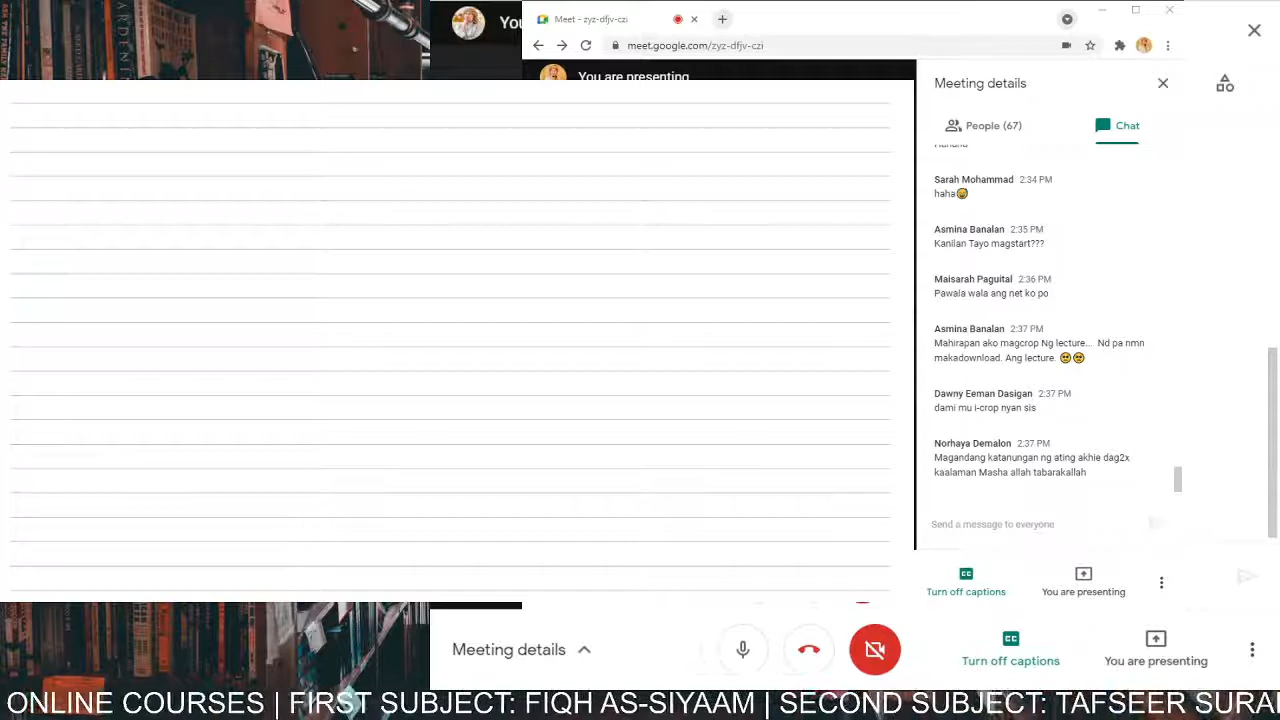 You
Meet - zyz-dfjv-czi
meet.google.com/zyz-dfjv-czi
You are presenting
Meeting details
People (67)
Chat
Sarah Mohammad 2:34 PM
haha😅
Asmina Banalan 2:35 PM
Kanilan Tayo magstart???
Maisarah Paguital 2:36 PM
Pawala wala ang net ko po
Asmina Banalan 2:37 PM
Mahirapan ako magcrop Ng lecture... Nd pa nmn
makadownload. Ang lecture. 🥺🥺
Dawny Eeman Dasigan 2:37 PM
dami mu i-crop nyan sis
Norhaya Demalon 2:37 PM
Magandang katanungan ng ating akhie dag2x
kaalaman Masha allah tabarakallah
Send a message to everyone
CC
Turn off captions
You are presenting
Meeting details
CC
Turn off captions
You are presenting
ONLINE COURSES | FIRST SUBJECT: FIQH AS-SIYAAM | SECOND SUBJECT: TAFSEER SURA